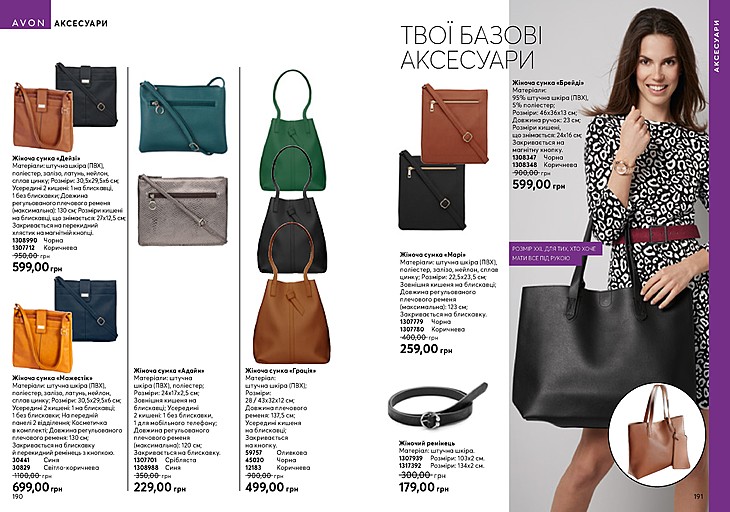 AVON АКСЕСУАРИ
Жіноча сумка «Дейзі»
Матеріали: штучна шкіра (ПВХ),
поліестер, залізо, латунь, нейлон,
сплав цинку; Розміри: 30,5х29,5х6 см;
Усередині 2 кишені: 1 на блискавці,
1 без блискавки; Довжина
регульованого плечового ременя
(максимальна): 130 см; Розміри кишені
на блискавці, що знімається: 27х12,5 см;
Закривається на перекидний
хлястик на магнітній кнопці.
1308990 Чорна
1307712 Коричнева
950,00 грн
599,00 грн
Жіноча сумка «Мажестік»
Матеріали: штучна шкіра (ПВХ),
поліестер, залізо, латунь, нейлон,
сплав цинку; Розміри: 30,5х29,5х6 см;
Усередині 2 кишені: 1 на блискавці;
1 без блискавки; На передній
панелі 2 відділення; Косметичка
в комплекті; Довжина регульованого
плечового ременя: 130 см;
Закривається на блискавку
й перекидний ремінець з кнопкою.
30441 Синя
30829 Світло-коричнева
1100,00 грн
699,00 грн
190
Жіноча сумка «Адайн»
Матеріали: штучна
шкіра (ПВХ), поліестер;
Розміри: 24х17х2,5 см;
Зовнішня кишеня на
блискавці; Усередині
2 кишені: 1 без блискавки,
1 для мобільного телефону;
Довжина регульованого
плечового ременя
(максимальна): 120 см;
Закривається на блискавку.
1307701 Срібляста
1308988 Синя
350,00 грн
229,00 грн
Жіноча сумка «Грація»
Матеріал:
штучна шкіра (ПВХ);
Розміри:
28 / 43х32х12 см;
Довжина плечового
ременя: 137,5 см;
Усередині кишеня
на блискавці;
Закривається
на кнопку.
59757 Оливкова
45020 Чорна
12183 Коричнева
900,00 грн
499,00 грн
ТВОЇ БАЗОВІ
АКСЕСУАРИ
Жіноча сумка «Марі»
Матеріали: штучна шкіра (ПВХ),
поліестер, залізо, нейлон, сплав
цинку; Розміри: 22,5х23,5 см;
Зовнішня кишеня на блискавці;
Довжина регульованого
плечового ременя
(максимальна): 123 см;
Закривається на блискавку.
1307779 Чорна
1307780 Коричнева
400,00 грн
259,00 грн
Жіночий ремінець
Матеріал: штучна шкіра.
1307939 Розміри: 103х2 см.
1317392 Розміри: 134х2 см.
300,00 грн
179,00 грн
Жіноча сумка «Брейді»
Матеріали:
95% штучна шкіра (ПВХ),
5% поліестер;
Розміри: 46х36х13 см;
Довжина ручок: 23 см;
Розміри кишені,
що знімається: 24х16 см;
Закривається на
магнітну кнопку.
1308347 Чорна
1308348 Коричнева
900,00 грн
599,00 грн
РОЗМІР XXL ДЛЯ ТИХ, ХТО ХОЧЕ
МАТИ ВСЕ ПІД РУКОЮ
АКСЕСУАРИ
191